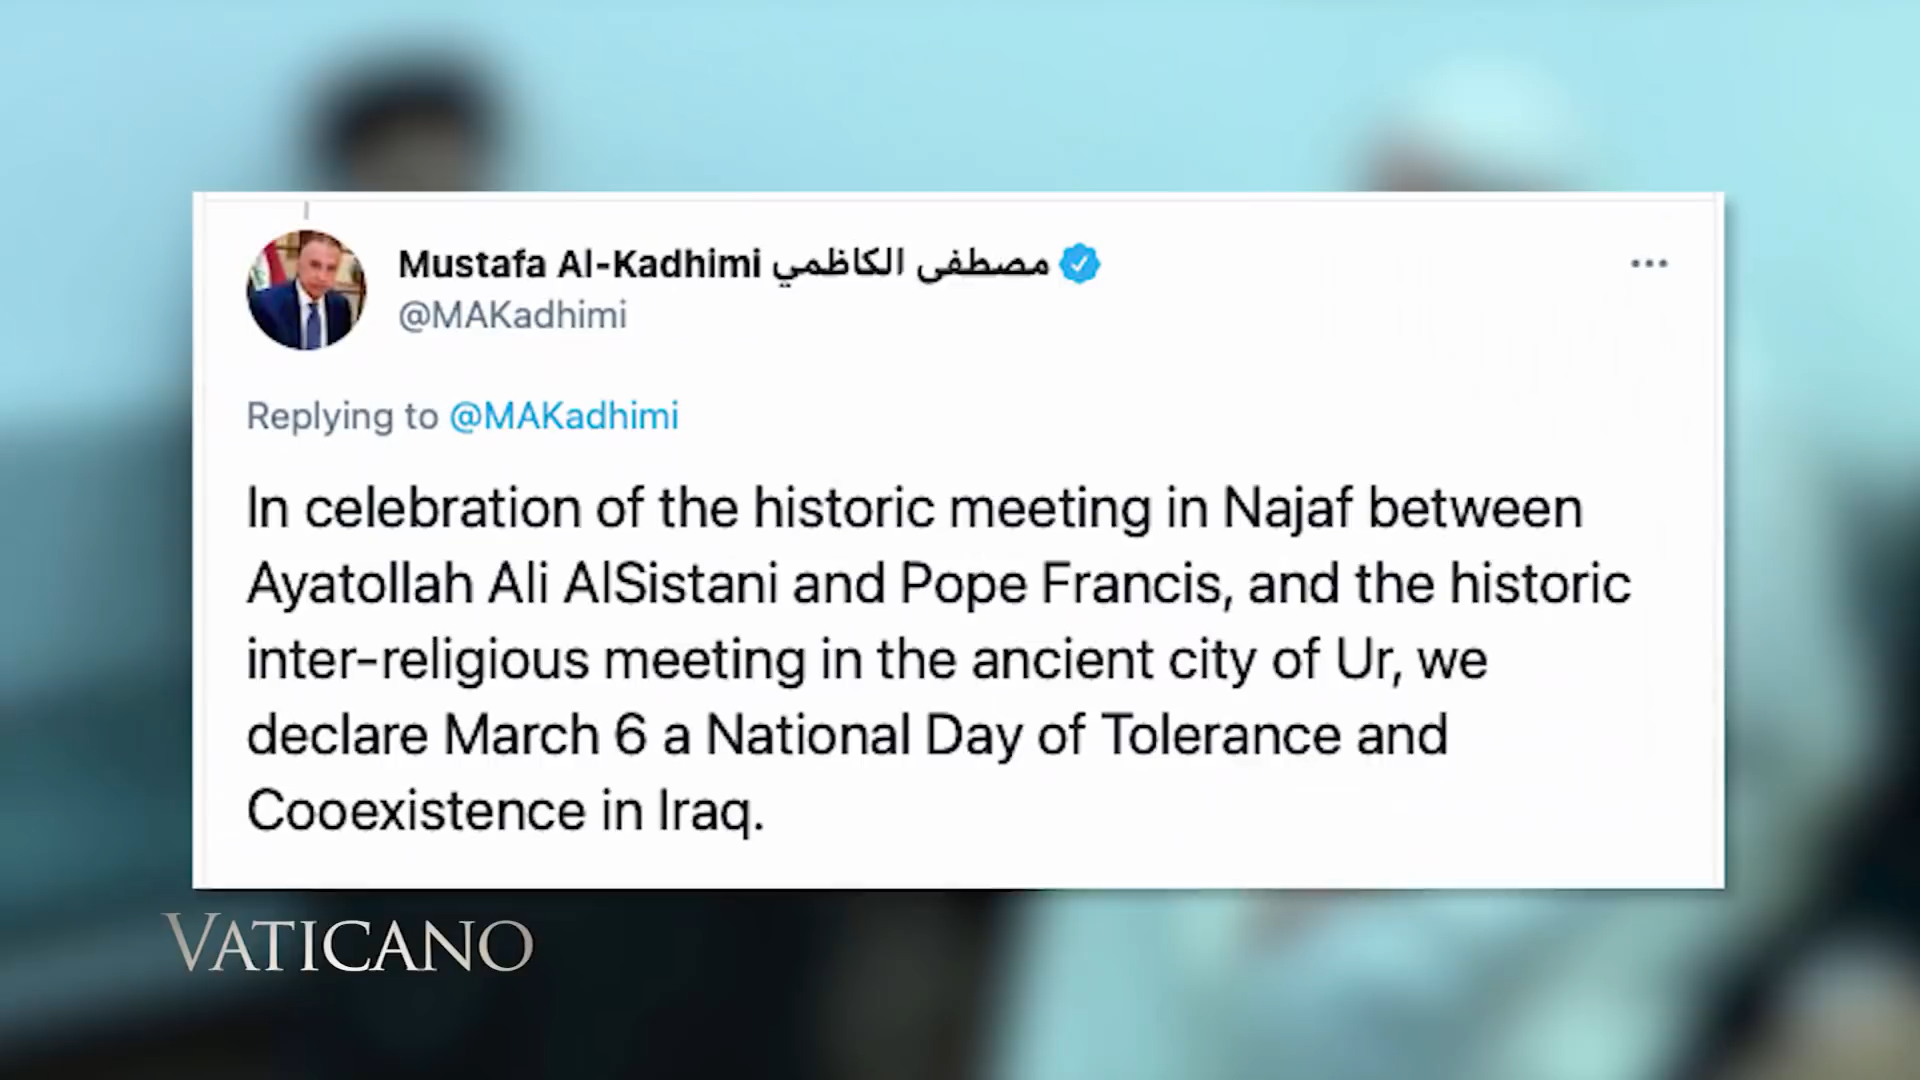 Mustafa Al-Kadhimi مصطفى الكاظمي
@MAKadhimi
Replying to @MAKadhimi
In celebration of the historic meeting in Najaf between
Ayatollah Ali AlSistani and Pope Francis, and the historic
inter-religious meeting in the ancient city of Ur, we
declare March 6 a National Day of Tolerance and
Cooexistence in Iraq.
VATICANO